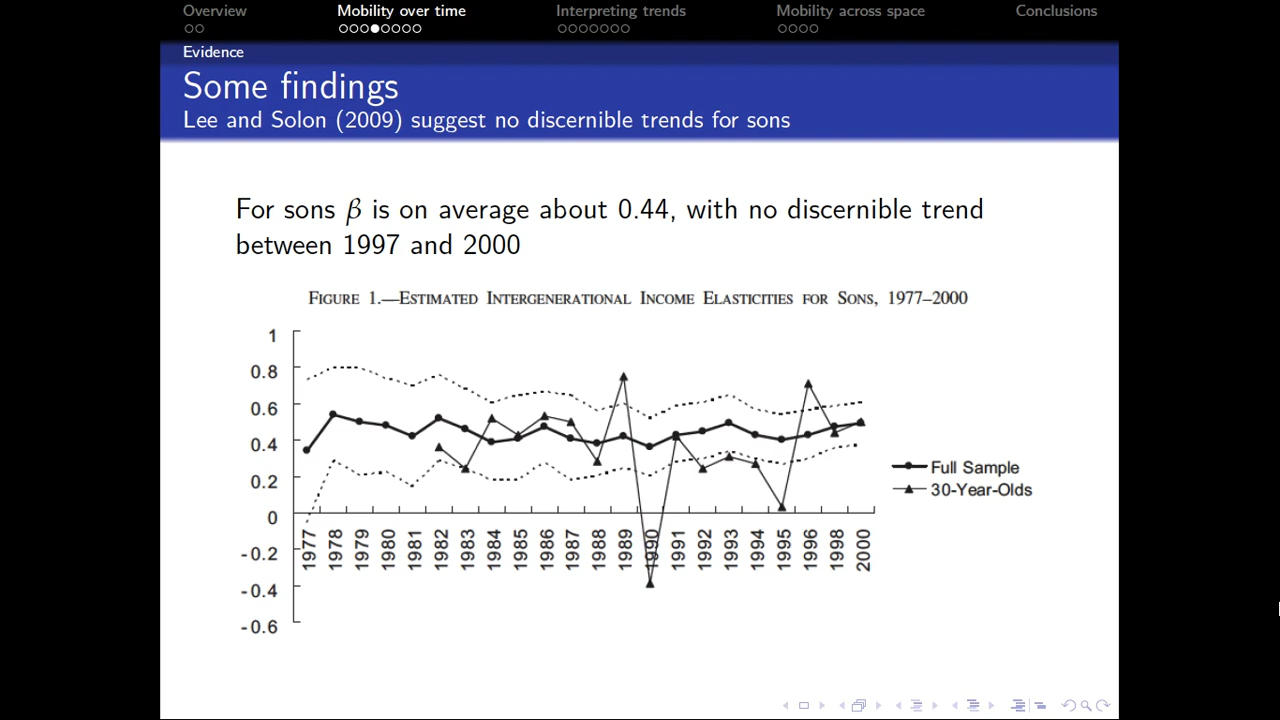 Overview Mobility over time Interpreting trends Mobility across space Conclusions
Evidence
Some findings
Lee and Solon (2009) suggest no discernible trends for sons
For sons β is on average about 0.44, with no discernible trend
between 1997 and 2000
FIGURE 1.—ESTIMATED INTERGENERATIONAL INCOME ELASTICITIES FOR SONS, 1977–2000
1
0.8
0.6
0.4
0.2
0
-0.2
-0.4
-0.6
1977 1978 1979 1980 1981 1982 1983 1984 1985 1986 1987 1988 1989 1990 1991 1992 1993 1994 1995 1996 1998 2000
Full Sample
30-Year-Olds